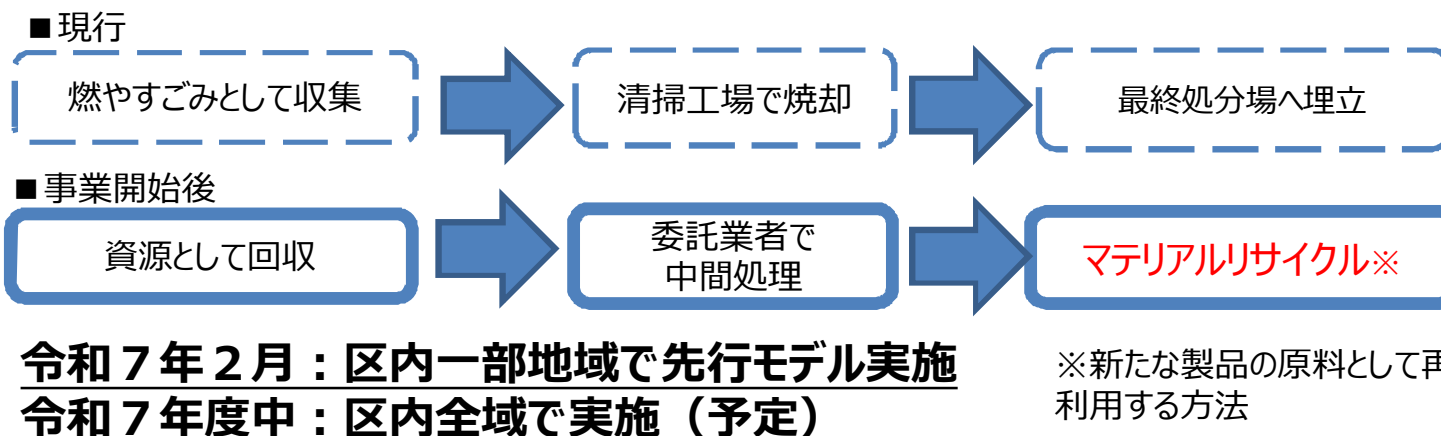 ■現行
燃やすごみとして収集
清掃工場で焼却
最終処分場へ埋立
■事業開始後
資源として回収
委託業者で
中間処理
マテリアルリサイクル※
令和７年２月：区内一部地域で先行モデル実施
令和７年度中：区内全域で実施（予定）
※新たな製品の原料として再
利用する方法